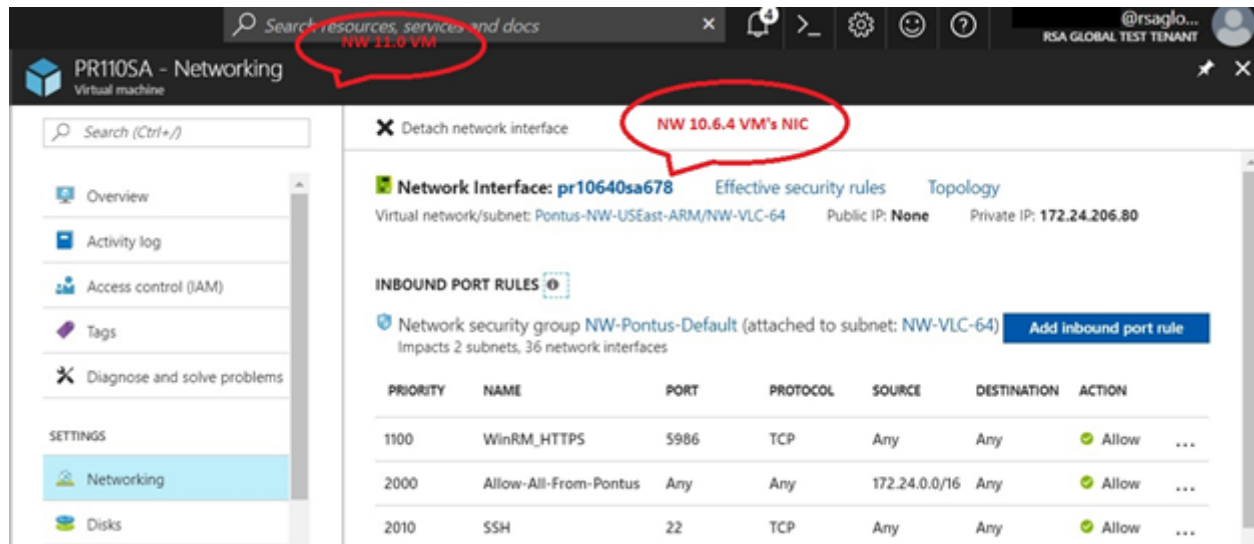 Search resources, services and docs
NW 11.0 VM
4
@rsaglo...
RSA GLOBAL TEST TENANT
PR110SA - Networking
Virtual machine
Search (Ctrl+/)
Detach network interface
NW 10.6.4 VM's NIC
Overview
Activity log
Access control (IAM)
Tags
Diagnose and solve problems
SETTINGS
Networking
Disks
Network Interface: pr10640sa678 Effective security rules Topology
Virtual network/subnet: Pontus-NW-USEast-ARM/NW-VLC-64 Public IP: None Private IP: 172.24.206.80
INBOUND PORT RULES
Network security group NW-Pontus-Default (attached to subnet: NW-VLC-64) Add inbound port rule
Impacts 2 subnets, 36 network interfaces
PRIORITY NAME PORT PROTOCOL SOURCE DESTINATION ACTION
1100 WinRM_HTTPS 5986 TCP Any Any Allow ...
2000 Allow-All-From-Pontus Any Any 172.24.0.0/16 Any Allow ...
2010 SSH 22 TCP Any Any Allow ...